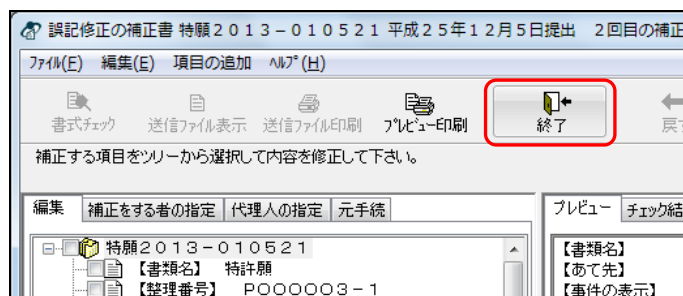 誤記修正の補正書 特願２０１３－０１０５２１ 平成２５年１２月５日提出　２回目の補正
ﾌｧｲﾙ(F)　編集(E)　項目の追加　ﾍﾙﾌﾟ(H)
書式ﾁｪｯｸ　送信ﾌｧｲﾙ表示　送信ﾌｧｲﾙ印刷　ﾌﾟﾚﾋﾞｭｰ印刷　終了　戻す
補正する項目をツリーから選択して内容を修正して下さい。
編集　補正をする者の指定　代理人の指定　元手続　プレビュー　チェック結
特願２０１３－０１０５２１　【書類名】
【書類名】　特許願　【あて先】
【整理番号】　Ｐ０００００３－１　【事件の表示】